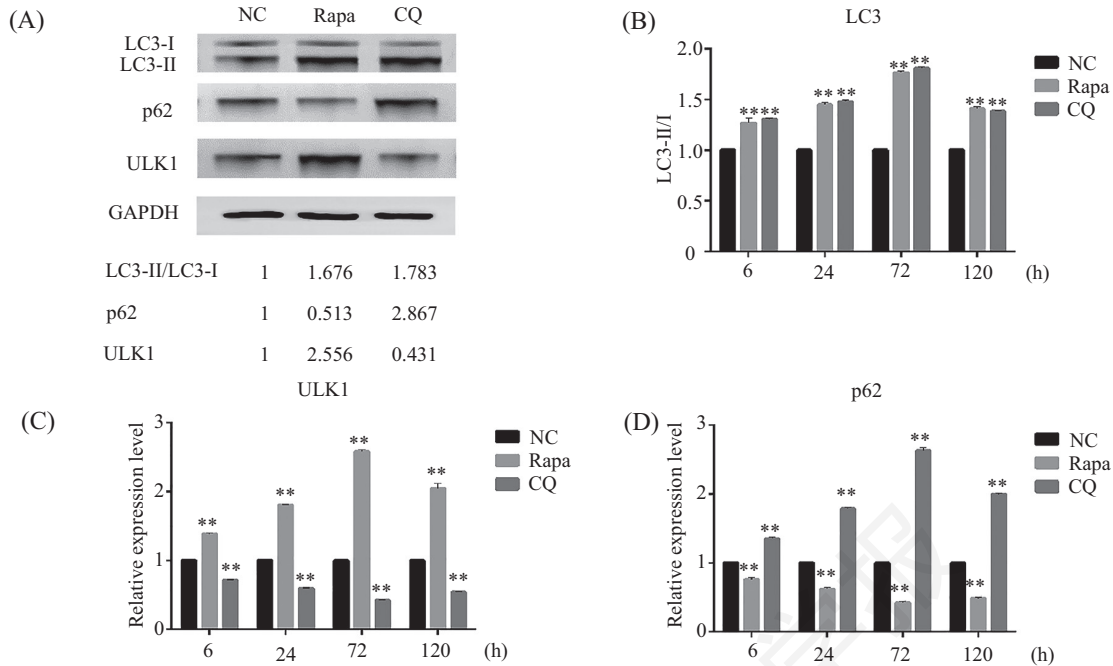 (A)
NC Rapa CQ
LC3-I
LC3-II
p62
ULK1
GAPDH
LC3-II/LC3-I 1 1.676 1.783
p62 1 0.513 2.867
ULK1 1 2.556 0.431
(B)
LC3
LC3-II/I
2.0
1.5
1.0
0.5
0
** ** ** ** ** ** ** **
6 24 72 120 (h)
NC
Rapa
CQ
(C)
ULK1
Relative expression level
3
2
1
0
** ** ** ** ** ** ** **
6 24 72 120 (h)
NC
Rapa
CQ
(D)
p62
Relative expression level
3
2
1
0
** ** ** ** ** ** ** **
6 24 72 120 (h)
NC
Rapa
CQ
学报